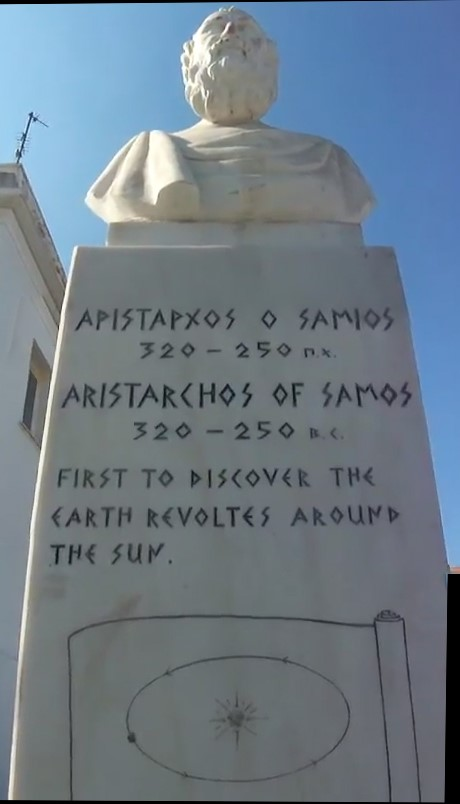 ΑΡΙΣΤΑΡΧΟΣ Ο ΣΑΜΙΟΣ
320 – 250 π.χ.
ARISTARCHOS OF SAMOS
320 – 250 B.C.
FIRST TO DISCOVER THE
EARTH REVOLTES AROUND
THE SUN.